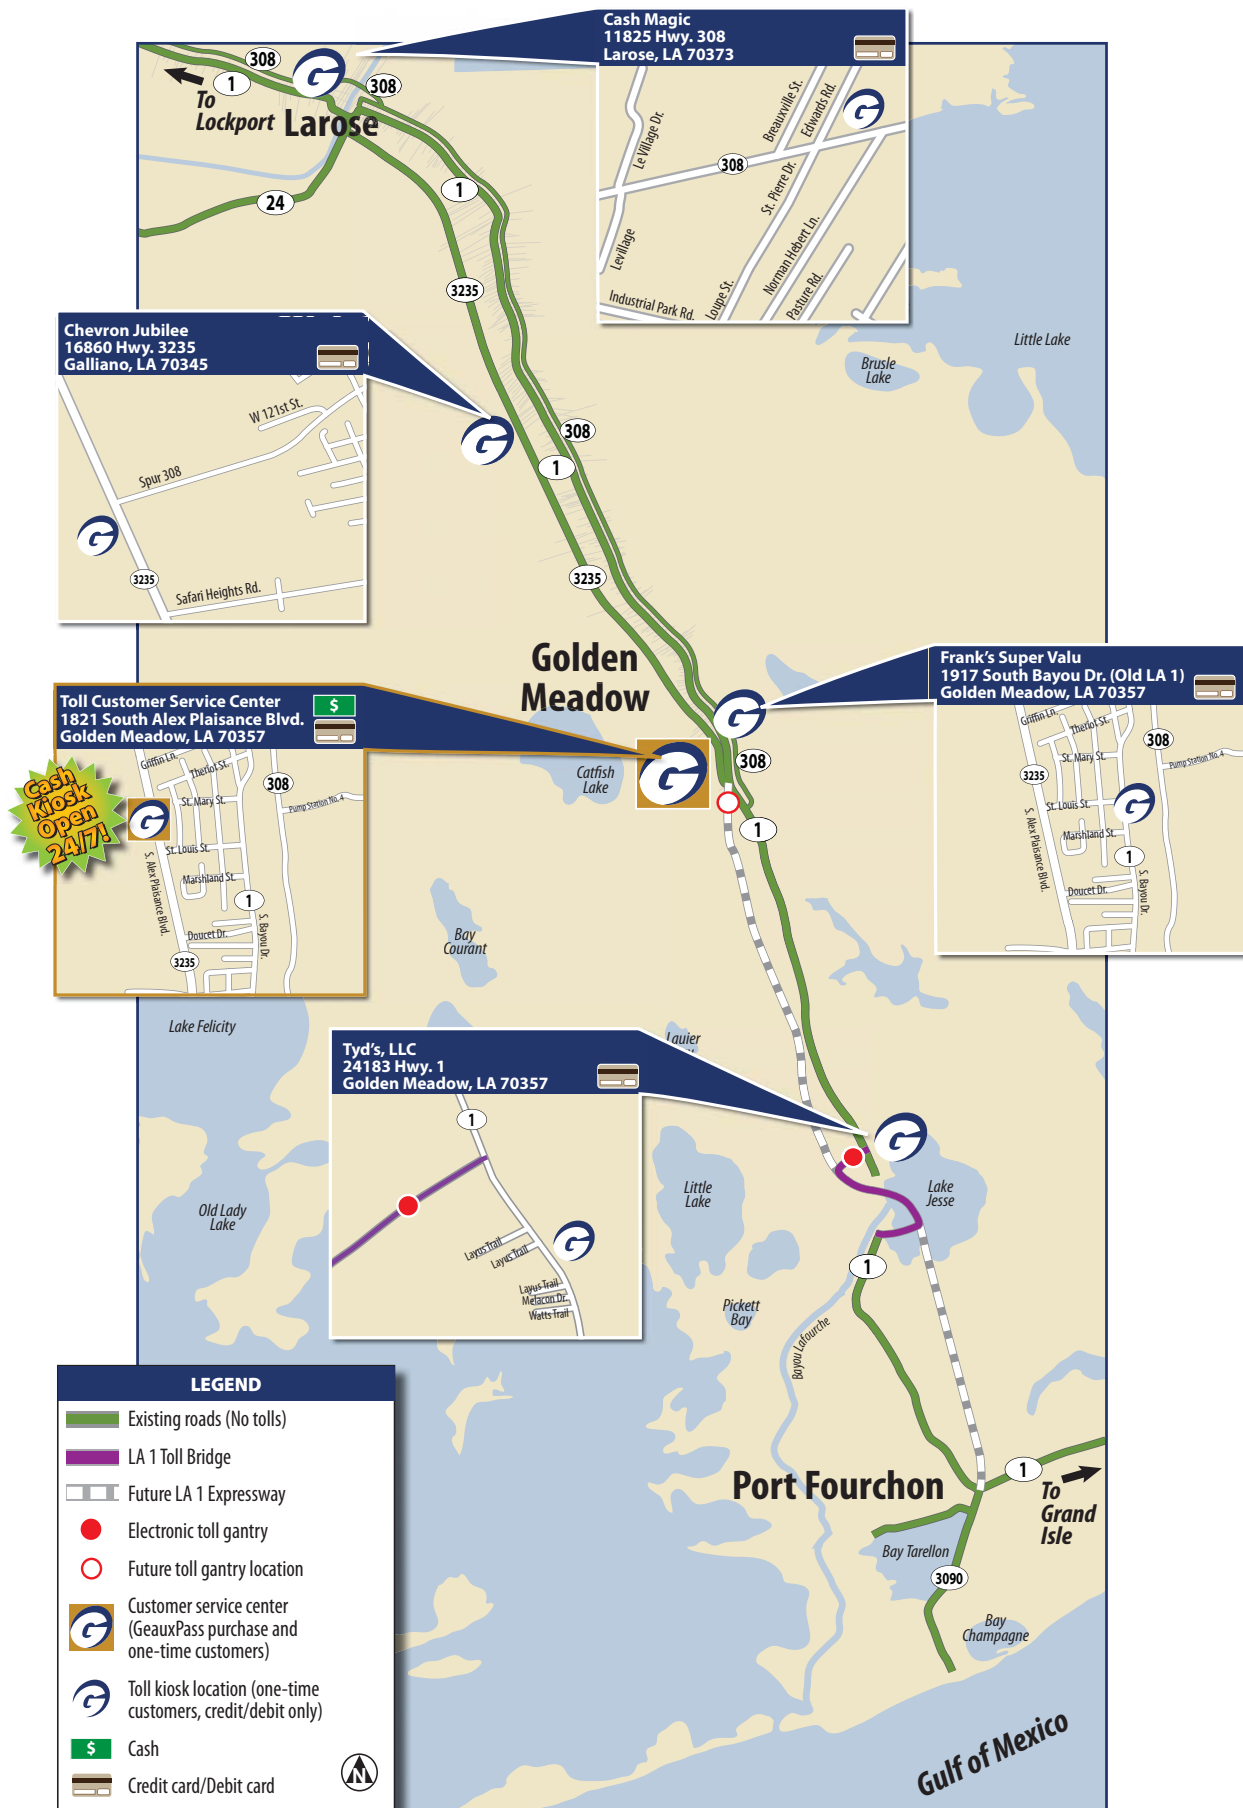 Cash Magic
11825 Hwy. 308
Larose, LA 70373
308
1
To
Lockport
Larose
308
24
1
3235
Le Village Dr.
Breauxville St.
Edwards Rd.
308
St. Pierre Dr.
Levillage
Norman Hebert Ln.
Loupe St.
Pasture Rd.
Industrial Park Rd.
Little Lake
Brusle
Lake
Chevron Jubilee
16860 Hwy. 3235
Galliano, LA 70345
W 121st St.
Spur 308
3235
Safari Heights Rd.
G
308
1
3235
Golden
Meadow
Frank's Super Valu
1917 South Bayou Dr. (Old LA 1)
Golden Meadow, LA 70357
Griffin Ln.
Theriot St.
308
St. Mary St.
Pump Station No. 4
3235
St. Louis St.
S. Alex Plaisance Blvd.
Marshland St.
1
Doucet Dr.
S. Bayou Dr.
Toll Customer Service Center
1821 South Alex Plaisance Blvd.
Golden Meadow, LA 70357
$
Cash
Kiosk
Open
24/7!
Griffin Ln.
Theriot St.
308
St. Mary St.
Pump Station No. 4
St. Louis St.
S. Alex Plaisance Blvd.
Marshland St.
1
Doucet Dr.
S. Bayou Dr.
3235
Catfish
Lake
308
1
Bay
Courant
Lake Felicity
Lauier
Tyd's, LLC
24183 Hwy. 1
Golden Meadow, LA 70357
1
Layus Trail
Layus Trail
Layus Trail
Melacon Dr.
Watts Trail
Old Lady
Lake
Little
Lake
Lake
Jesse
1
Pickett
Bay
Bayou Lafourche
Port Fourchon
1
To
Grand
Isle
Bay Tarellon
3090
Bay
Champagne
Gulf of Mexico
LEGEND
Existing roads (No tolls)
LA 1 Toll Bridge
Future LA 1 Expressway
Electronic toll gantry
Future toll gantry location
Customer service center
(GeauxPass purchase and
one-time customers)
Toll kiosk location (one-time
customers, credit/debit only)
$ Cash
Credit card/Debit card
N